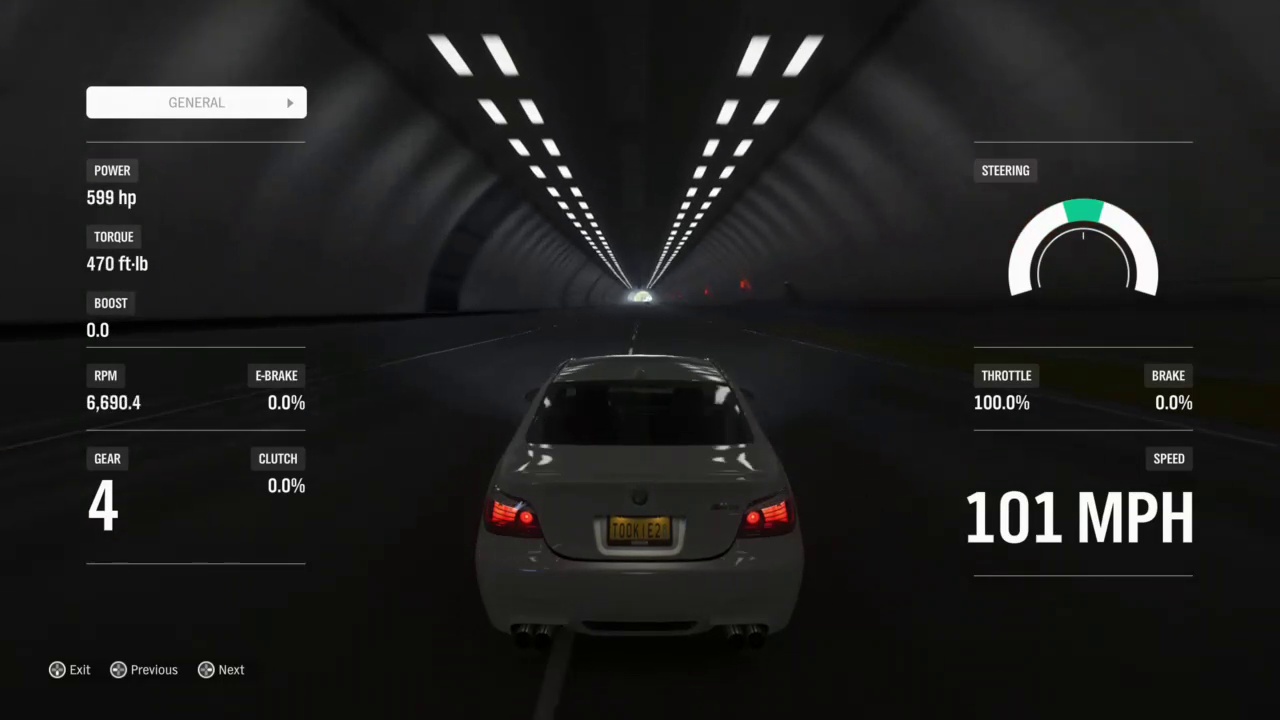 GENERAL
POWER
599 hp
TORQUE
470 ft·lb
BOOST
0.0
RPM
E-BRAKE
6,690.4
0.0%
GEAR
CLUTCH
4
0.0%
STEERING
THROTTLE
BRAKE
100.0%
0.0%
SPEED
101 MPH
Exit
Previous
Next